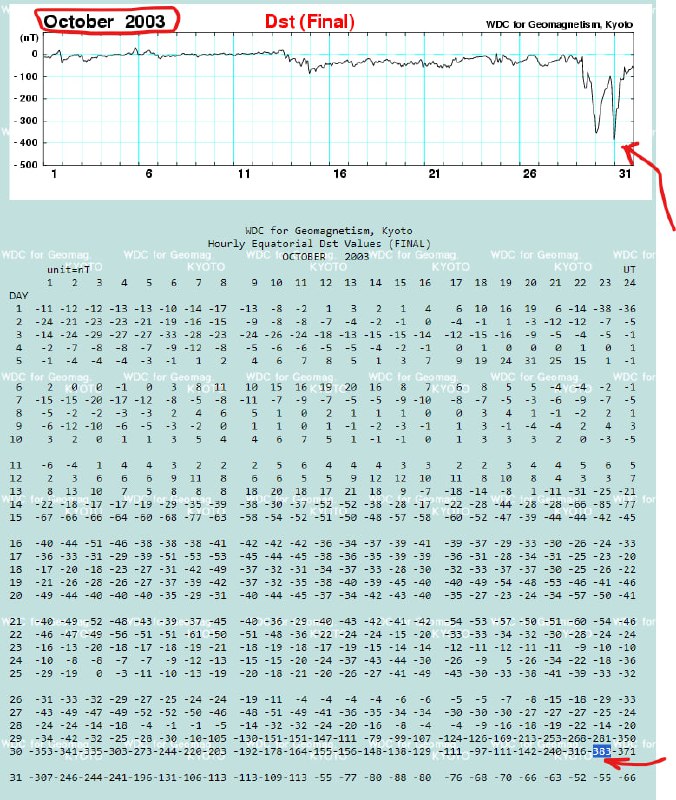 October 2003
Dst (Final)
WDC for Geomagnetism, Kyoto
(nT)
0
-100
-200
-300
-400
-500
1 6 11 16 21 26 31
WDC for Geomagnetism, Kyoto
Hourly Equatorial Dst Values (FINAL)
OCTOBER 2003
unit=nT UT
1 2 3 4 5 6 7 8 9 10 11 12 13 14 15 16 17 18 19 20 21 22 23 24
DAY
1 -11 -12 -12 -13 -13 -10 -14 -17 -13 -8 -2 1 3 2 1 4 6 10 16 19 6 -14 -38 -36
2 -24 -21 -23 -23 -21 -19 -16 -15 -9 -8 -8 -7 -4 -2 -1 0 -4 -1 1 -3 -12 -12 -7 -5
3 -14 -24 -29 -27 -27 -33 -28 -23 -24 -26 -24 -18 -13 -15 -14 -14 -12 -15 -16 -9 -5 -4 -5 -1
4 -2 -7 -8 -8 -7 -9 -12 -8 -5 -6 -6 -5 -5 -4 -2 -1 0 1 0 0 0 1 0 1
5 -1 -4 -4 -4 -3 -1 1 2 4 6 7 8 5 1 3 7 9 19 24 31 25 15 1 -1
6 2 0 0 -1 0 3 8 11 10 15 16 19 20 16 8 7 6 8 5 5 -4 -4 -2 -1
7 -15 -15 -20 -17 -12 -8 -5 -8 -11 -7 -9 -7 -5 -5 -9 -10 -8 -7 -5 -3 -6 -9 -7 -5
8 -5 -2 -2 -3 -3 2 4 6 5 1 0 2 1 1 1 0 0 3 4 1 -1 -2 2 1
9 -6 -12 -10 -6 -5 -3 -2 0 1 1 0 2 1 0 -1 -2 -3 1 -3 -4 -4 2 4 3
10 3 2 0 1 1 3 5 4 4 6 7 5 1 -1 -1 0 1 3 3 4 2 0 -3 -5
11 -6 -4 1 4 4 3 2 2 2 5 6 4 4 4 3 3 2 2 3 4 4 5 6 5
12 2 3 6 6 6 9 11 8 6 6 5 5 9 12 12 10 11 8 10 8 4 3 3 7
13 8 13 10 7 5 8 8 8 18 20 18 17 21 18 9 -7 -18 -14 -8 1 -11 -31 -25 -21
14 -22 -18 -17 -17 -19 -29 -35 -39 -38 -30 -37 -52 -52 -38 -28 -17 -22 -28 -44 -28 -28 -66 -85 -77
15 -67 -66 -66 -64 -60 -68 -77 -63 -58 -54 -52 -51 -50 -48 -57 -58 -60 -52 -47 -39 -44 -44 -42 -45
16 -40 -44 -51 -46 -38 -38 -38 -41 -42 -42 -42 -36 -34 -37 -39 -41 -39 -37 -29 -33 -30 -26 -24 -33
17 -36 -33 -31 -29 -39 -51 -53 -53 -45 -44 -45 -38 -36 -35 -39 -39 -36 -31 -28 -34 -31 -23 -23 -20
18 -17 -20 -18 -23 -27 -31 -22 -22 -42 -37 -31 -34 -37 -33 -28 -30 -32 -33 -37 -36 -33 -30 -25 -22
19 -21 -26 -28 -26 -27 -37 -39 -42 -37 -32 -35 -38 -40 -39 -45 -40 -40 -49 -54 -48 -53 -46 -41 -46
20 -49 -44 -40 -40 -40 -35 -29 -31 -34 -37 -34 -40 -45 -48 -44 -40 -35 -27 -23 -24 -34 -57 -50 -41
21 -40 -49 -52 -48 -43 -39 -37 -45 -40 -36 -29 -40 -43 -42 -41 -42 -54 -53 -57 -50 -51 -60 -54 -46
22 -46 -47 -49 -56 -51 -51 -61 -50 -51 -48 -36 -27 -24 -24 -15 -20 -33 -33 -34 -32 -30 -28 -24 -24
23 -16 -13 -20 -18 -17 -18 -19 -21 -18 -18 -17 -14 -12 -15 -14 -14 -12 -11 -12 -11 -11 -9 -10 -10
24 -10 -8 -8 -7 -7 -9 -12 -13 -15 -15 -20 -24 -37 -43 -44 -30 -26 -9 5 -26 -34 -22 -18 -36
25 -29 -19 0 -3 -11 -10 -13 -19 -20 -18 -21 -20 -26 -27 -41 -49 -43 -30 -33 -38 -41 -39 -33 -32
26 -31 -33 -32 -29 -27 -25 -24 -24 -19 -11 -4 -4 -4 -4 -6 -6 -5 -5 -7 -8 -15 -18 -29 -33
27 -43 -49 -47 -49 -52 -52 -50 -46 -48 -51 -49 -41 -36 -35 -34 -34 -30 -30 -30 -27 -27 -27 -25 -25
28 -24 -24 -14 -18 -4 -1 -1 -5 -14 -32 -32 -24 -20 -16 -8 -4 -4 -9 -16 -18 -19 -22 -14 -20
29 -34 -42 -32 -25 -28 -30 -10 -105 -130 -151 -151 -147 -111 -79 -99 -107 -124 -126 -169 -213 -253 -268 -281 -350
30 -353 -341 -335 -303 -273 -244 -220 -203 -192 -178 -164 -155 -156 -148 -138 -129 -111 -97 -111 -142 -240 -316 -383 -371
31 -307 -246 -244 -241 -196 -131 -106 -113 -113 -109 -113 -55 -77 -80 -88 -80 -76 -68 -70 -66 -63 -52 -55 -66